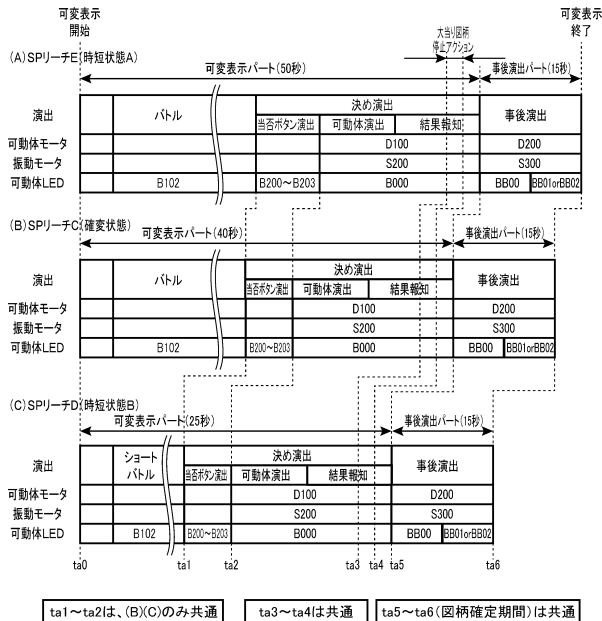 可変表示
開始
可変表示
終了
大当り図柄
停止アクション
(A)SPリーチE(時短状態A)
可変表示パート(50秒)
事後演出パート(15秒)
演出
バトル
決め演出
当否ボタン演出
可動体演出
結果報知
事後演出
可動体モータ
D100
D200
振動モータ
S200
S300
可動体LED
B102
B200～B203
B000
BB00
BB01orBB02
(B)SPリーチC(確変状態)
可変表示パート(40秒)
事後演出パート(15秒)
演出
バトル
決め演出
当否ボタン演出
可動体演出
結果報知
事後演出
可動体モータ
D100
D200
振動モータ
S200
S300
可動体LED
B102
B200～B203
B000
BB00
BB01orBB02
(C)SPリーチD(時短状態B)
可変表示パート(25秒)
事後演出パート(15秒)
演出
ショート
バトル
決め演出
当否ボタン演出
可動体演出
結果報知
事後演出
可動体モータ
D100
D200
振動モータ
S200
S300
可動体LED
B102
B200～B203
B000
BB00
BB01orBB02
ta0
ta1
ta2
ta3
ta4
ta5
ta6
ta1～ta2は、(B)(C)のみ共通
ta3～ta4は共通
ta5～ta6(図柄確定期間)は共通